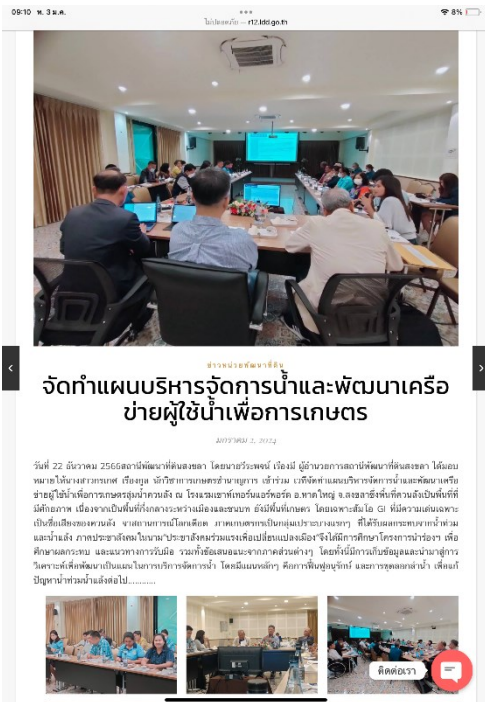 09:10 พ. 3 ม.ค.
8%
ไม่ปลอดภัย — r12.ldd.go.th
ข่าวหน่วยพัฒนาที่ดิน
จัดทำแผนบริหารจัดการน้ำและพัฒนาเครือ
ข่ายผู้ใช้น้ำเพื่อการเกษตร
มกราคม 2, 2024
วันที่ 22 ธันวาคม 2566สถานีพัฒนาที่ดินสงขลา โดยนายวีระพจน์ เรืองมี ผู้อำนวยการสถานีพัฒนาที่ดินสงขลา ได้มอบ
หมายให้นางสาวกรเกศ เรืองกูล นักวิชาการเกษตรชำนาญการ เข้าร่วม เวทีจัดทำแผนบริหารจัดการน้ำและพัฒนาเครือ
ข่ายผู้ใช้น้ำเพื่อการเกษตรลุ่มน้ำควนลัง ณ โรงแรมเซาท์เทอร์นแอร์พอร์ต อ.หาดใหญ่ จ.สงขลาซึ่งพื้นที่ควนลังเป็นพื้นที่ที่
มีศักยภาพ เนื่องจากเป็นพื้นที่กึ่งกลางระหว่างเมืองและชนบท ยังมีพื้นที่เกษตร โดยเฉพาะส้มโอ GI ที่มีความเด่นเฉพาะ
เป็นชื่อเสียงของควนลัง จากสถานการณ์โลกเดือด ภาคเกษตรกรเป็นกลุ่มเปราะบางแรกๆ ที่ได้รับผลกระทบจากน้ำท่วม
และน้ำแล้ง ภาคประชาสังคมในนาม"ประชาสังคมร่วมแรงเพื่อเปลี่ยนแปลงเมือง"จึงได้มีการศึกษาโครงการนำร่องฯ เพื่อ
ศึกษาผลกระทบ และแนวทางการรับมือ รวมทั้งข้อเสนอแนะจากภาคส่วนต่างๆ โดยทั้งนี้มีการเก็บข้อมูลและนำมาสู่การ
วิเคราะห์เพื่อพัฒนาเป็นแผนในการบริการจัดการน้ำ โดยมีแผนหลักๆ คือการฟื้นฟูอนุรักษ์ และการขุดลอกลำน้ำ เพื่อแก้
ปัญหาน้ำท่วมน้ำแล้งต่อไป............
ติดต่อเรา